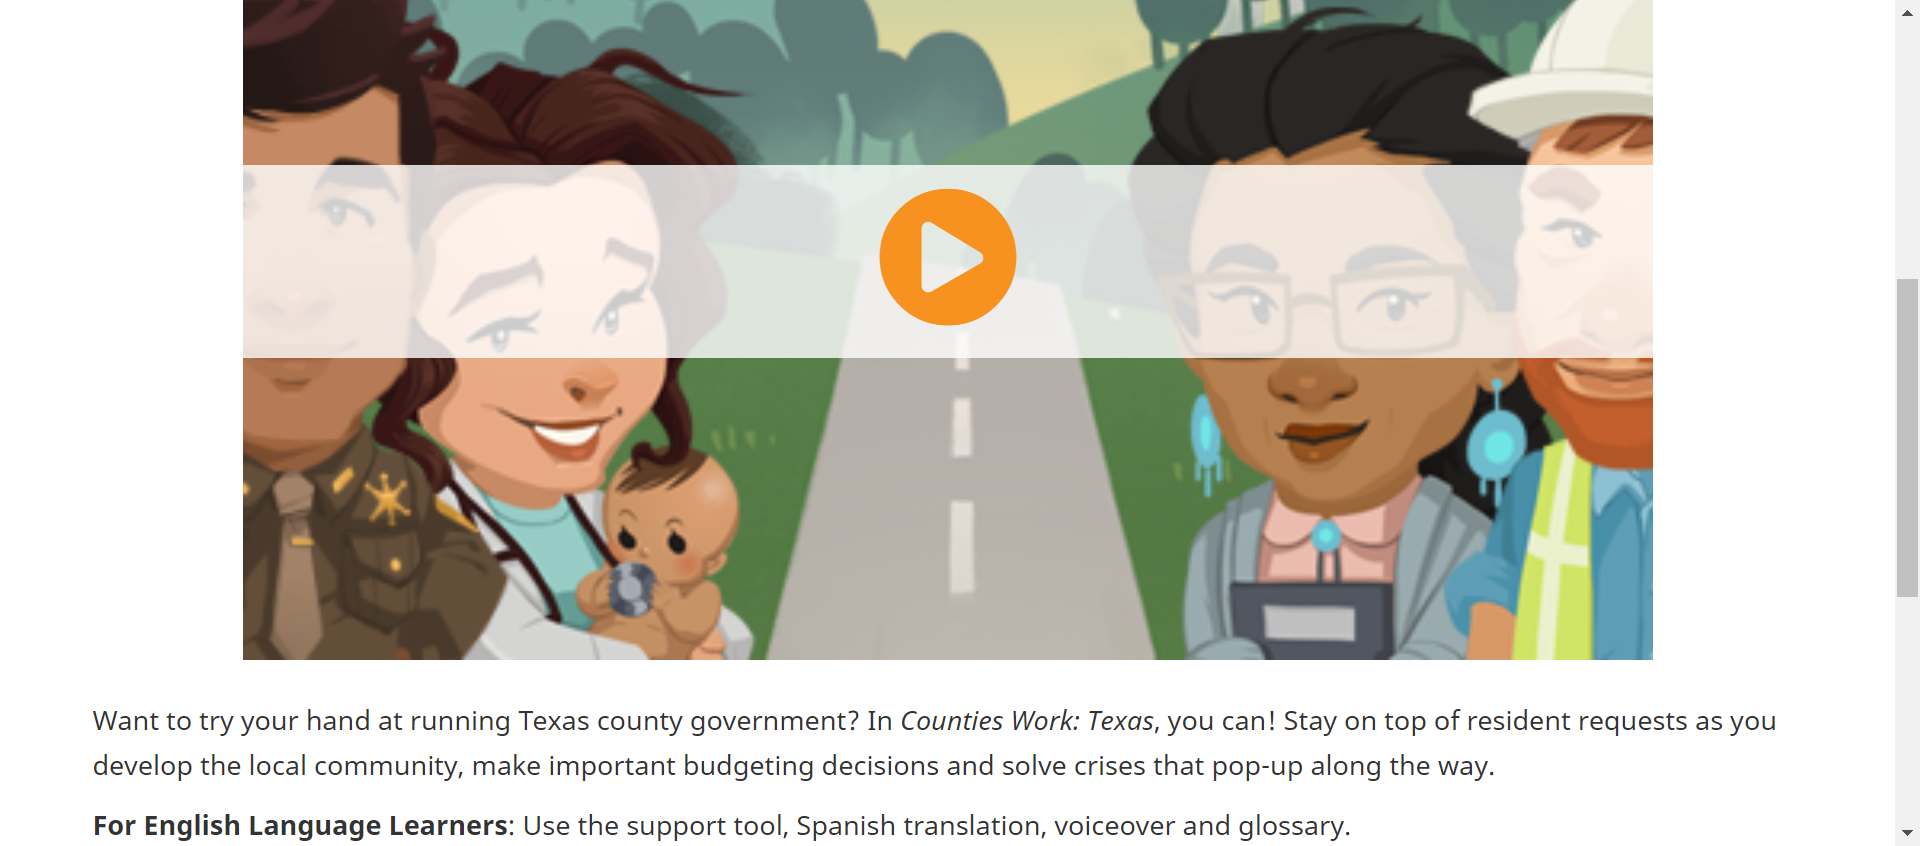 Want to try your hand at running Texas county government? In Counties Work: Texas, you can! Stay on top of resident requests as you
develop the local community, make important budgeting decisions and solve crises that pop-up along the way.
For English Language Learners: Use the support tool, Spanish translation, voiceover and glossary.